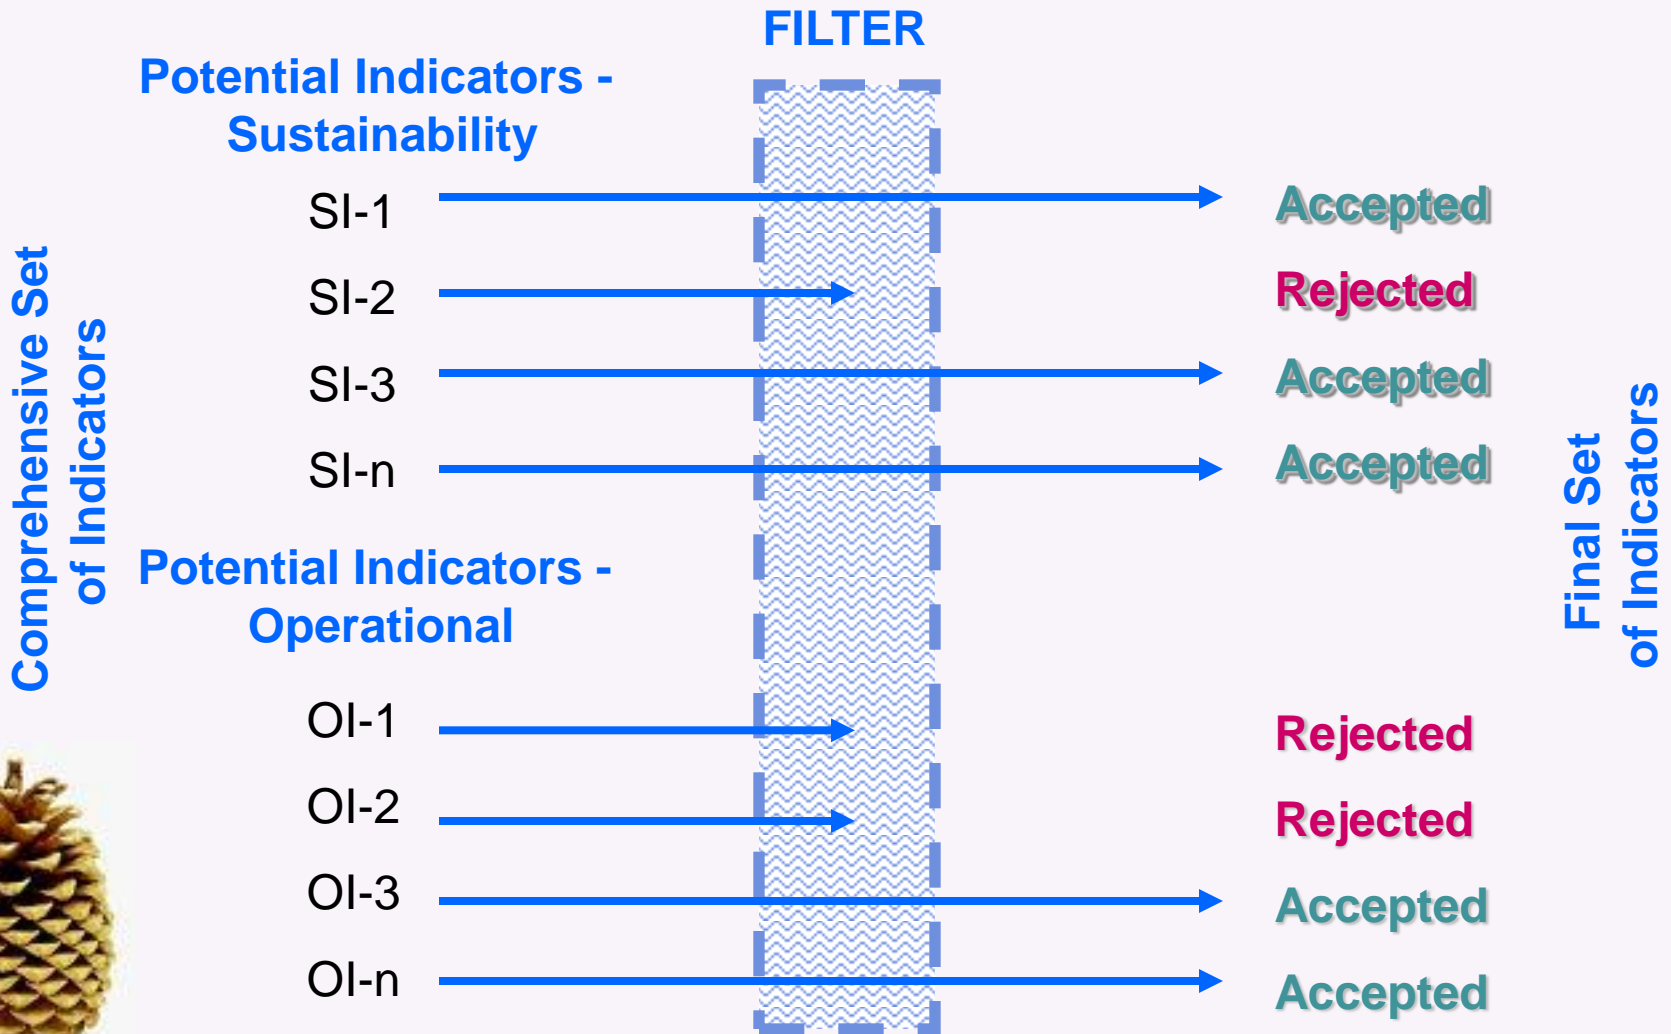 FILTER
Potential Indicators -
Sustainability
SI-1
Accepted
SI-2
Rejected
SI-3
Accepted
SI-n
Accepted
Comprehensive Set
of Indicators
Final Set
of Indicators
Potential Indicators -
Operational
OI-1
Rejected
OI-2
Rejected
OI-3
Accepted
OI-n
Accepted